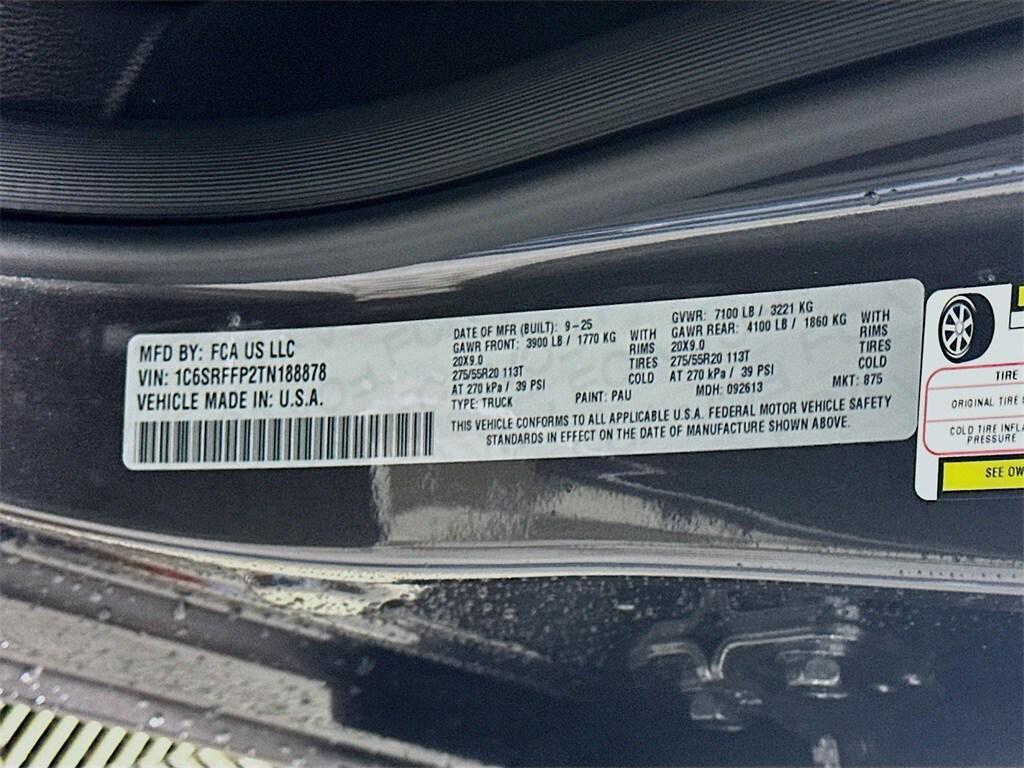 MFD BY: FCA US LLC
VIN: 1C6SRFFP2TN188878
VEHICLE MADE IN: U.S.A.
DATE OF MFR (BUILT): 9-25
GAWR FRONT: 3900 LB / 1770 KG WITH
20X9.0 RIMS
275/55R20 113T TIRES
AT 270 kPa / 39 PSI COLD
TYPE: TRUCK PAINT: PAU
GVWR: 7100 LB / 3221 KG
GAWR REAR: 4100 LB / 1860 KG WITH
20X9.0 RIMS
275/55R20 113T TIRES
AT 270 kPa / 39 PSI COLD
MDH: 092613 MKT: 875
THIS VEHICLE CONFORMS TO ALL APPLICABLE U.S.A. FEDERAL MOTOR VEHICLE SAFETY
STANDARDS IN EFFECT ON THE DATE OF MANUFACTURE SHOWN ABOVE.
TIRE
ORIGINAL TIRE
COLD TIRE
PRESSURE
SEE